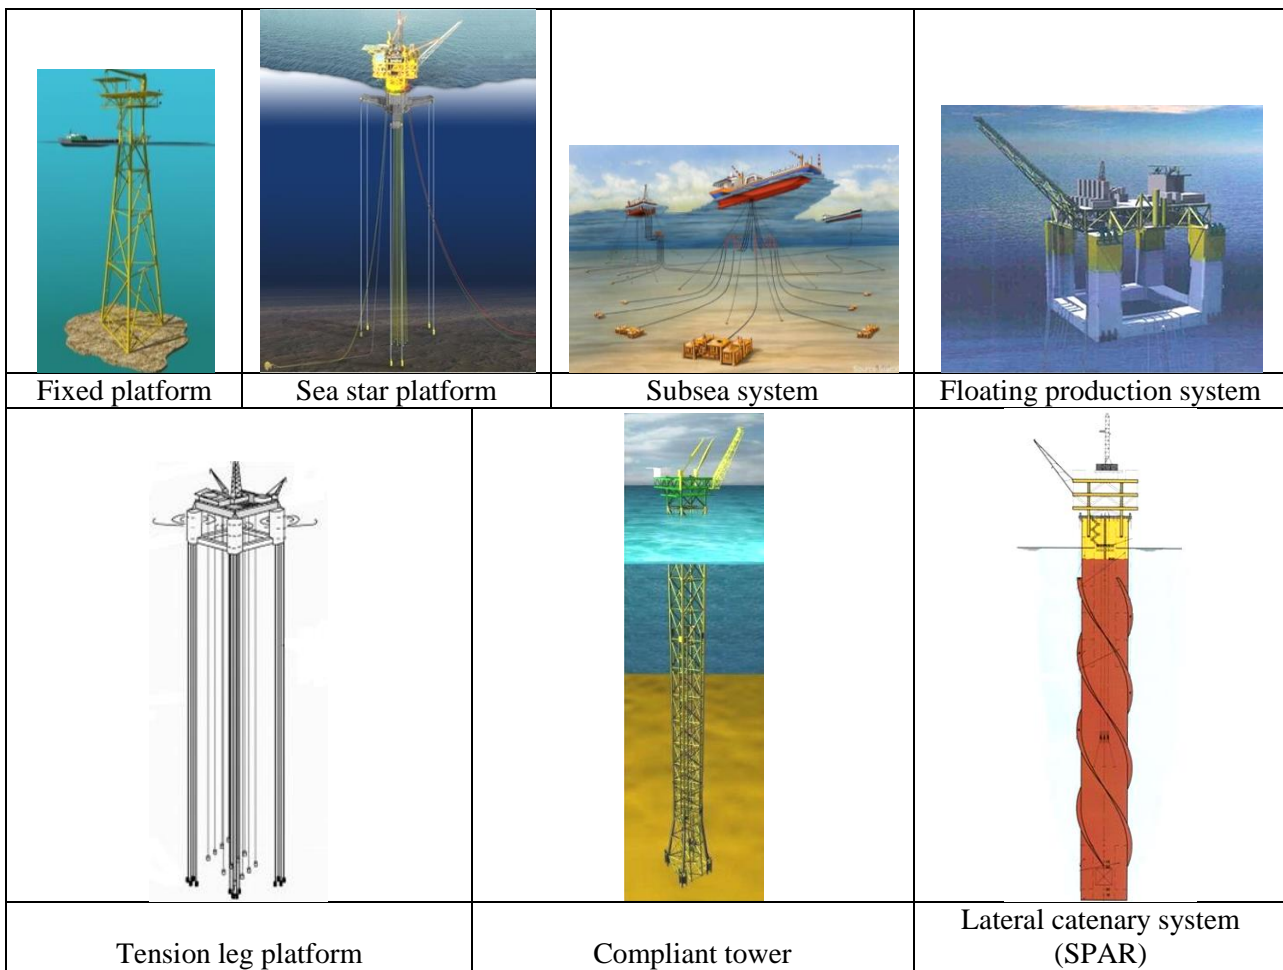 Fixed platform
Sea star platform
Subsea system
Floating production system
Tension leg platform
Compliant tower
Lateral catenary system
(SPAR)